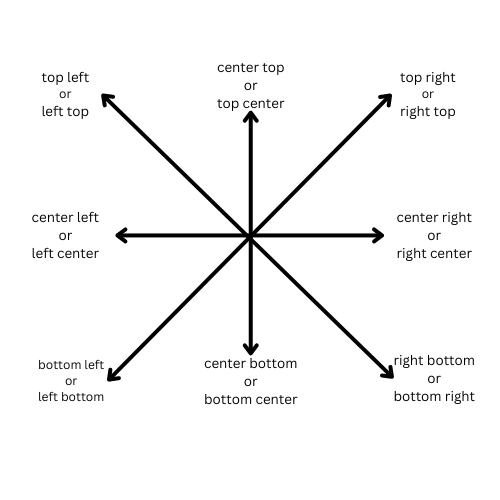 top left
or
left top
center top
or
top center
top right
or
right top
center left
or
left center
center right
or
right center
bottom left
or
left bottom
center bottom
or
bottom center
right bottom
or
bottom right